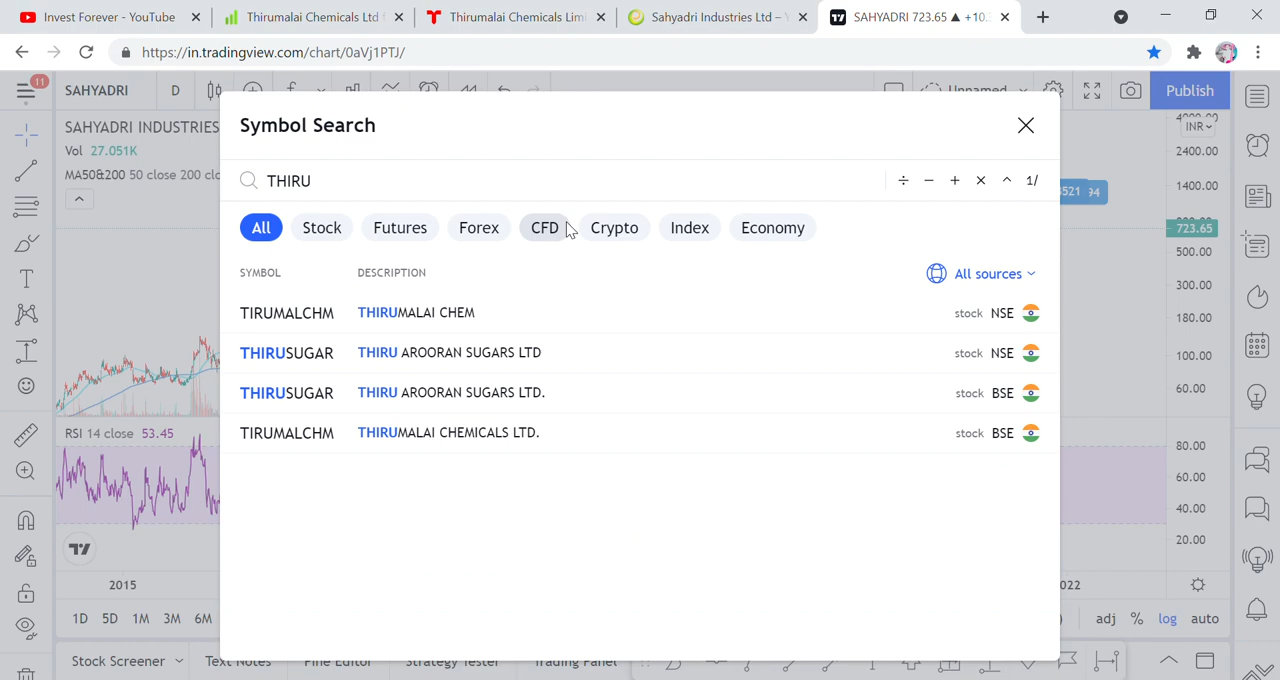 Invest Forever - YouTube
Thirumalai Chemicals Ltd
Thirumalai Chemicals Lim
Sahyadri Industries Ltd –
SAHYADRI 723.65 ▲ +10.
https://in.tradingview.com/chart/0aVj1PTJ/
11
SAHYADRI
D
Unnamed
Publish
SAHYADRI INDUSTRIES
Vol 27.051K
MA50&200 50 close 200 clo
INR
2400.00
1400.00
723.65
500.00
300.00
180.00
100.00
60.00
Symbol Search
THIRU
÷ − + × ^ 1/
All
Stock
Futures
Forex
CFD
Crypto
Index
Economy
SYMBOL
DESCRIPTION
All sources
TIRUMALCHM THIRUMALAI CHEM stock NSE
THIRUSUGAR THIRU AROORAN SUGARS LTD stock NSE
THIRUSUGAR THIRU AROORAN SUGARS LTD. stock BSE
TIRUMALCHM THIRUMALAI CHEMICALS LTD. stock BSE
RSI 14 close 53.45
80.00
60.00
40.00
20.00
2015
022
1D 5D 1M 3M 6M
adj % log auto
Stock Screener
Text Notes
Pine Editor
Strategy Tester
Trading Panel